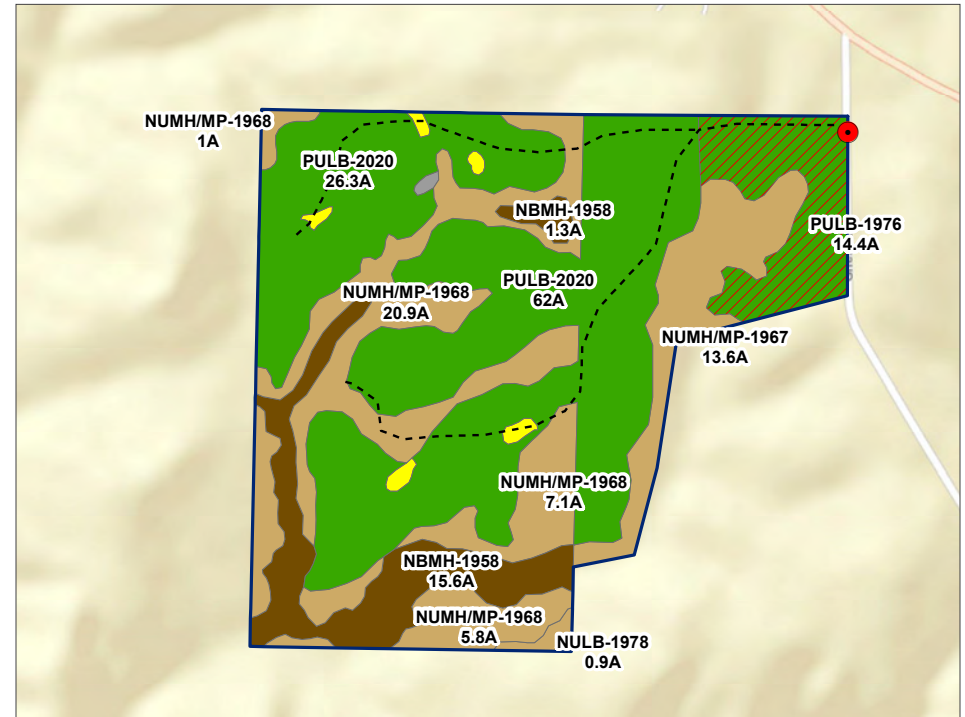 NUMH/MP-1968
1A
PULB-2020
26.3A
NBMH-1958
1.3A
PULB-1976
14.4A
PULB-2020
62A
NUMH/MP-1968
20.9A
NUMH/MP-1967
13.6A
NUMH/MP-1968
7.1A
NBMH-1958
15.6A
NUMH/MP-1968
5.8A
NULB-1978
0.9A